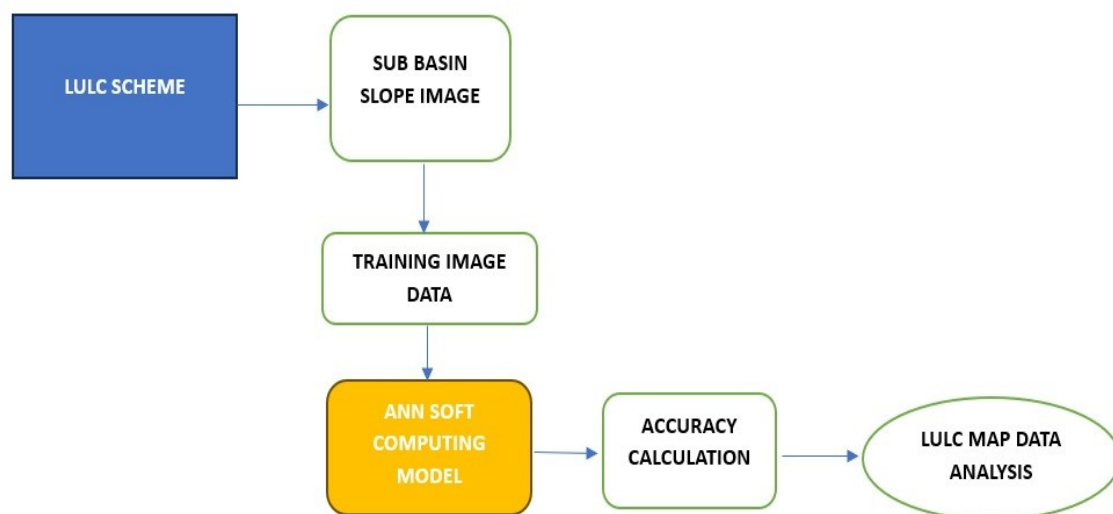 LULC SCHEME
SUB BASIN
SLOPE IMAGE
TRAINING IMAGE
DATA
ANN SOFT
COMPUTING
MODEL
ACCURACY
CALCULATION
LULC MAP DATA
ANALYSIS